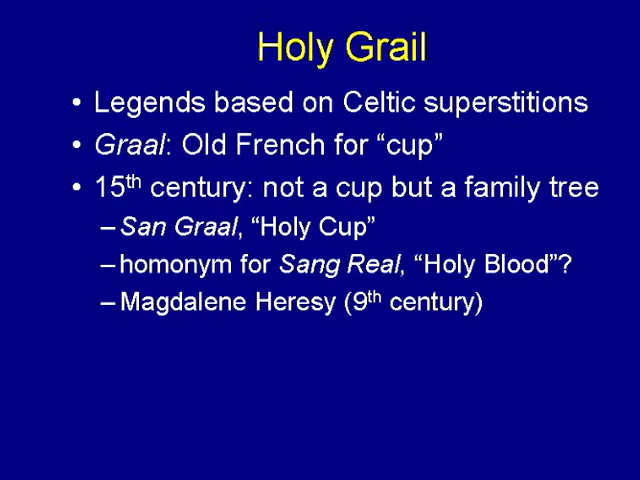 Holy Grail
• Legends based on Celtic superstitions
• Graal: Old French for “cup”
• 15th century: not a cup but a family tree
– San Graal, “Holy Cup”
– homonym for Sang Real, “Holy Blood”?
– Magdalene Heresy (9th century)